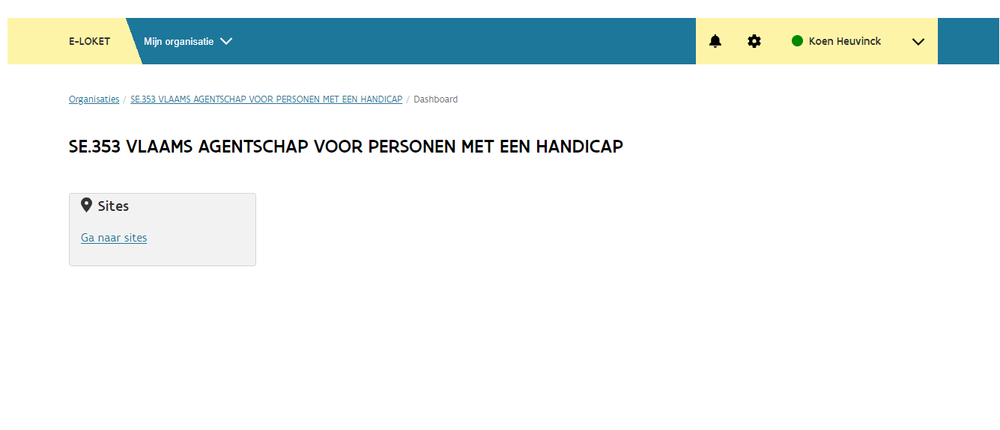 E-LOKET
Mijn organisatie
Koen Heuvinck
Organisaties / SE.353 VLAAMS AGENTSCHAP VOOR PERSONEN MET EEN HANDICAP / Dashboard
SE.353 VLAAMS AGENTSCHAP VOOR PERSONEN MET EEN HANDICAP
Sites
Ga naar sites